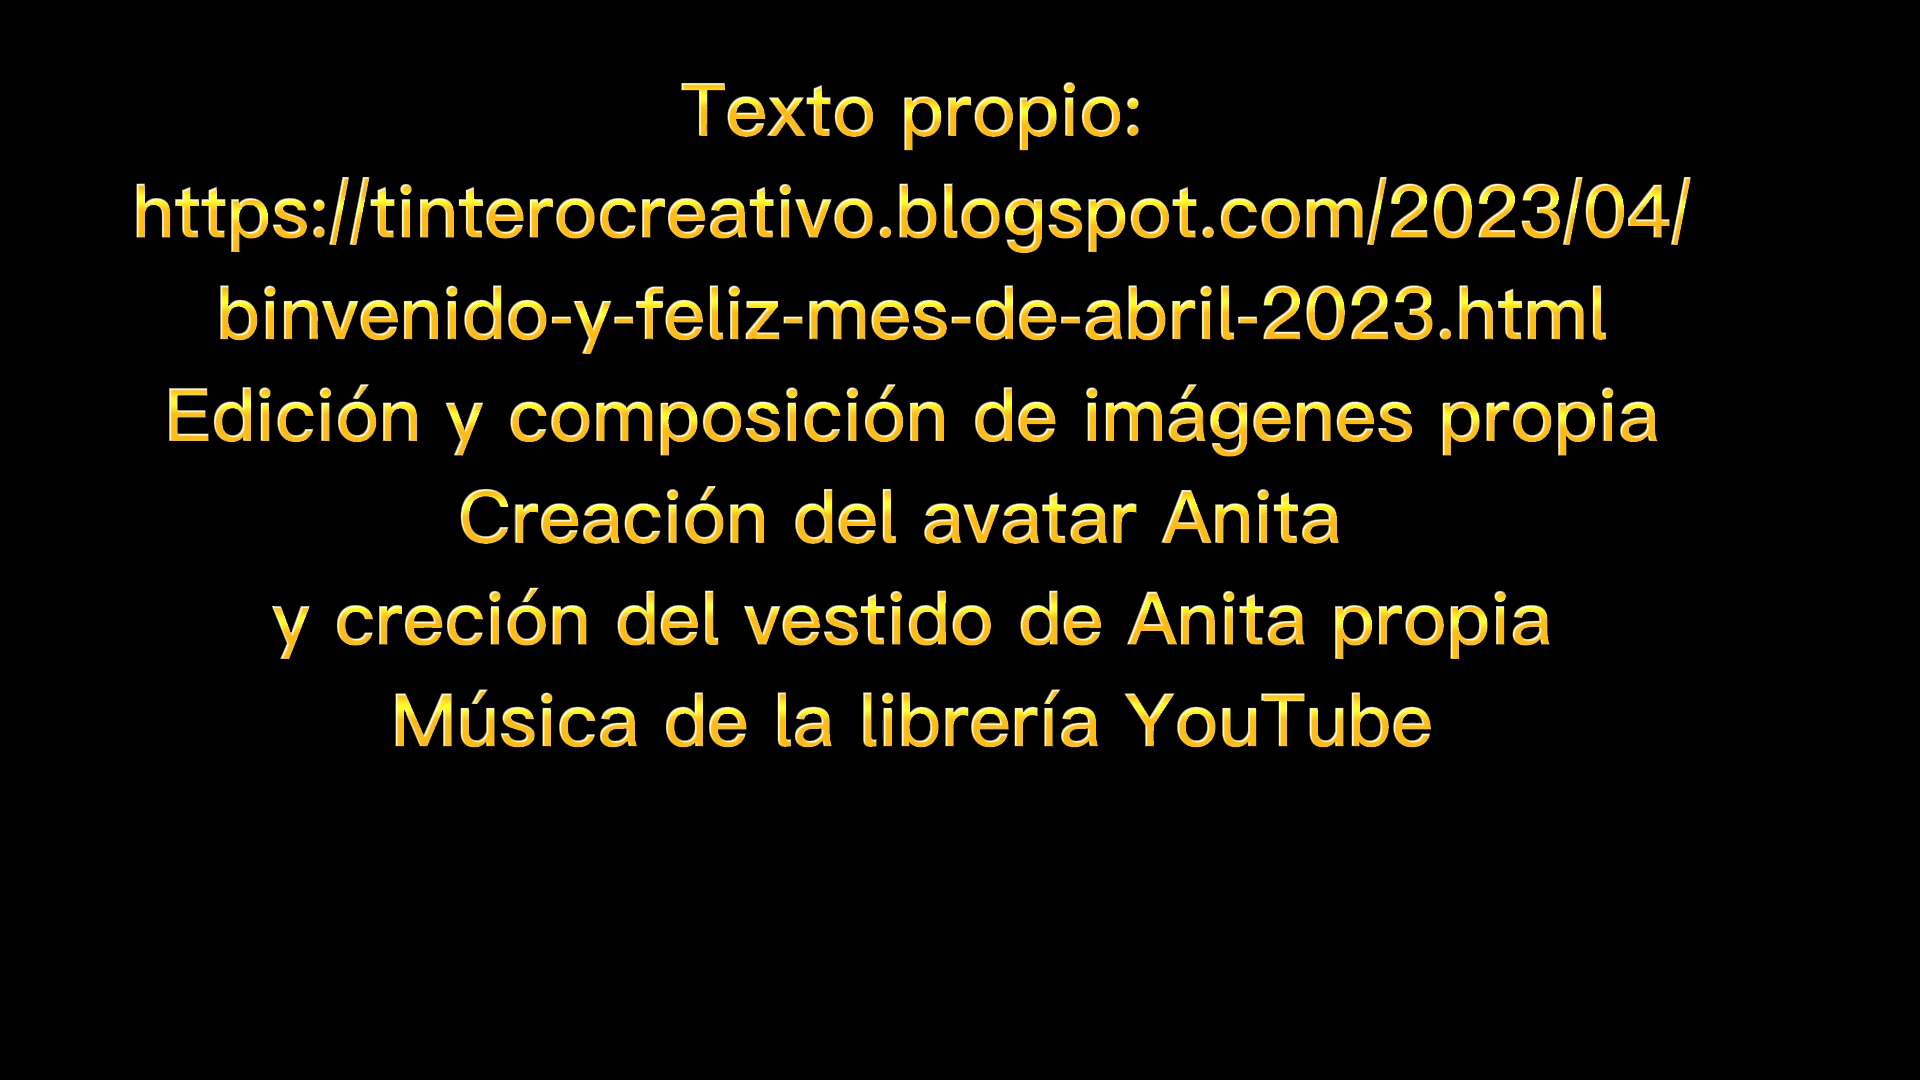 Texto propio:
https://tinterocreativo.blogspot.com/2023/04/
binvenido-y-feliz-mes-de-abril-2023.html
Edición y composición de imágenes propia
Creación del avatar Anita
y creción del vestido de Anita propia
Música de la librería YouTube